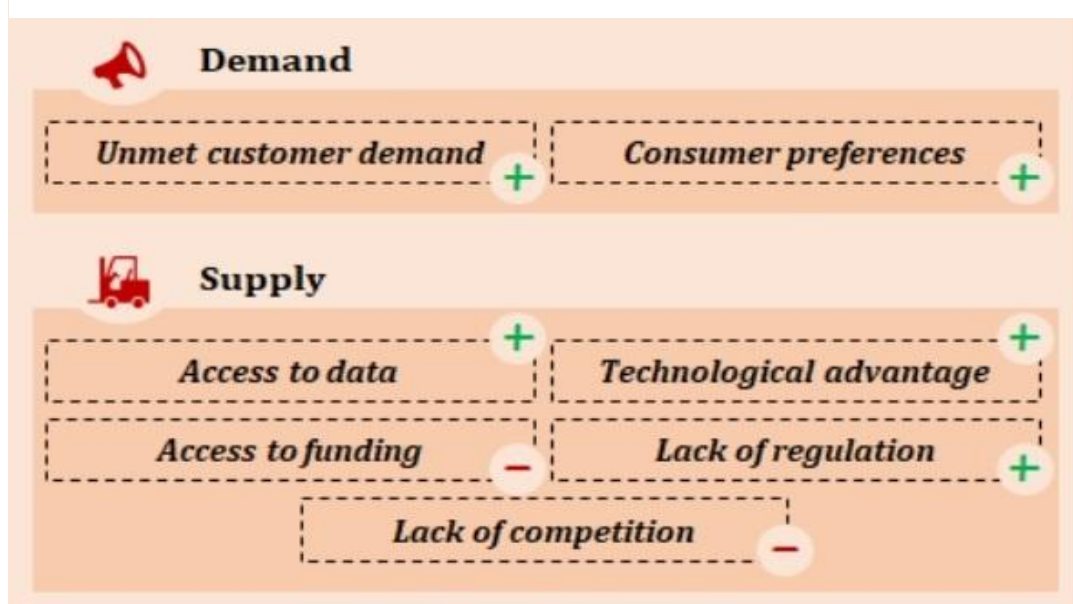 Demand
Unmet customer demand
+
Consumer preferences
+
Supply
+
Access to data
+
Technological advantage
Access to funding
−
Lack of regulation
+
Lack of competition
−